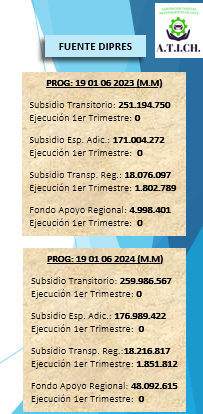 A.T.I.CH.
FUENTE DIPRES
PROG: 19 01 06 2023 (M.M)
Subsidio Transitorio: 251.194.750
Ejecución 1er Trimestre: 0
Subsidio Esp. Adic.: 171.004.272
Ejecución 1er Trimestre: 0
Subsidio Transp. Reg.: 18.076.097
Ejecución 1er Trimestre: 1.802.789
Fondo Apoyo Regional: 4.998.401
Ejecución 1er Trimestre: 0
PROG: 19 01 06 2024 (M.M)
Subsidio Transitorio: 259.986.567
Ejecución 1er Trimestre: 0
Subsidio Esp. Adic.: 176.989.422
Ejecución 1er Trimestre: 0
Subsidio Transp. Reg.:18.216.817
Ejecución 1er Trimestre: 1.851.812
Fondo Apoyo Regional: 48.092.615
Ejecución 1er Trimestre: 0